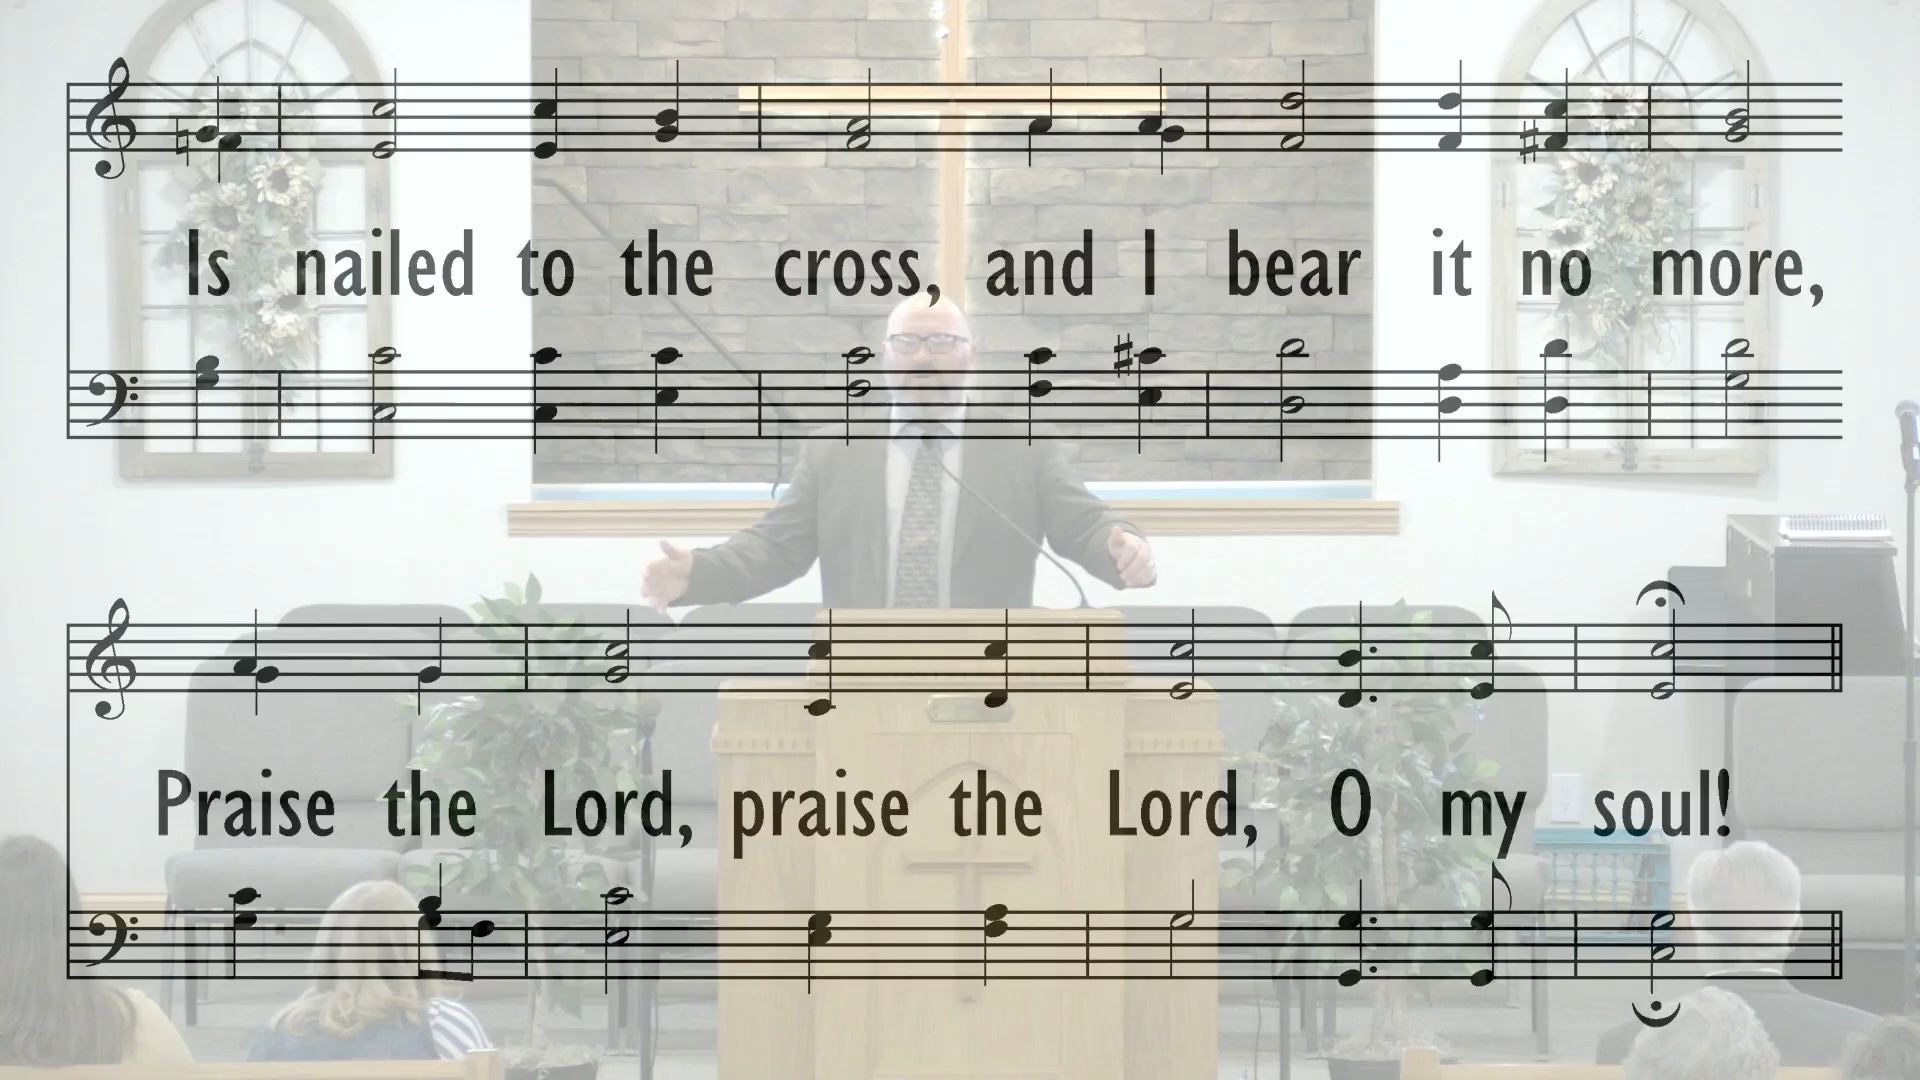 Is nailed to the cross, and I bear it no more,
Praise the Lord, praise the Lord, O my soul!